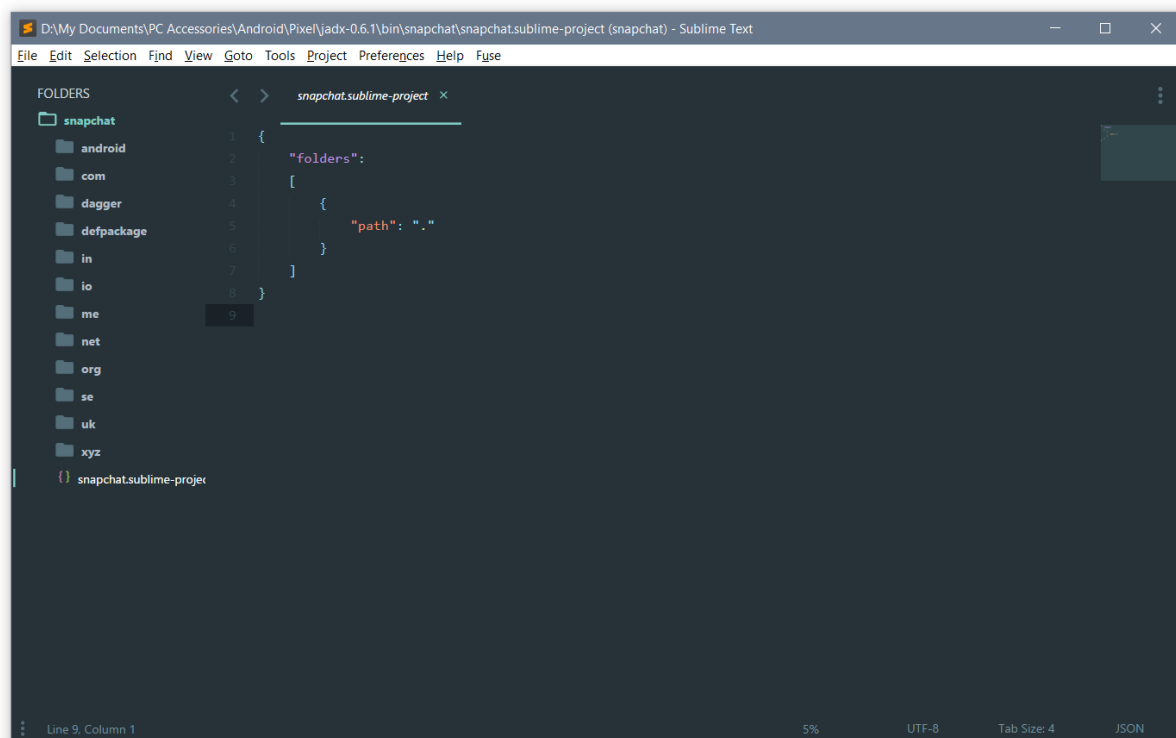 D:\My Documents\PC Accessories\Android\Pixel\jadx-0.6.1\bin\snapchat\snapchat.sublime-project (snapchat) - Sublime Text
File Edit Selection Find View Goto Tools Project Preferences Help Fuse
FOLDERS
snapchat
android
com
dagger
defpackage
in
io
me
net
org
se
uk
xyz
snapchat.sublime-projec
snapchat.sublime-project
1 {
2 "folders":
3 [
4 {
5 "path": "."
6 }
7 ]
8 }
9
Line 9, Column 1 5% UTF-8 Tab Size: 4 JSON